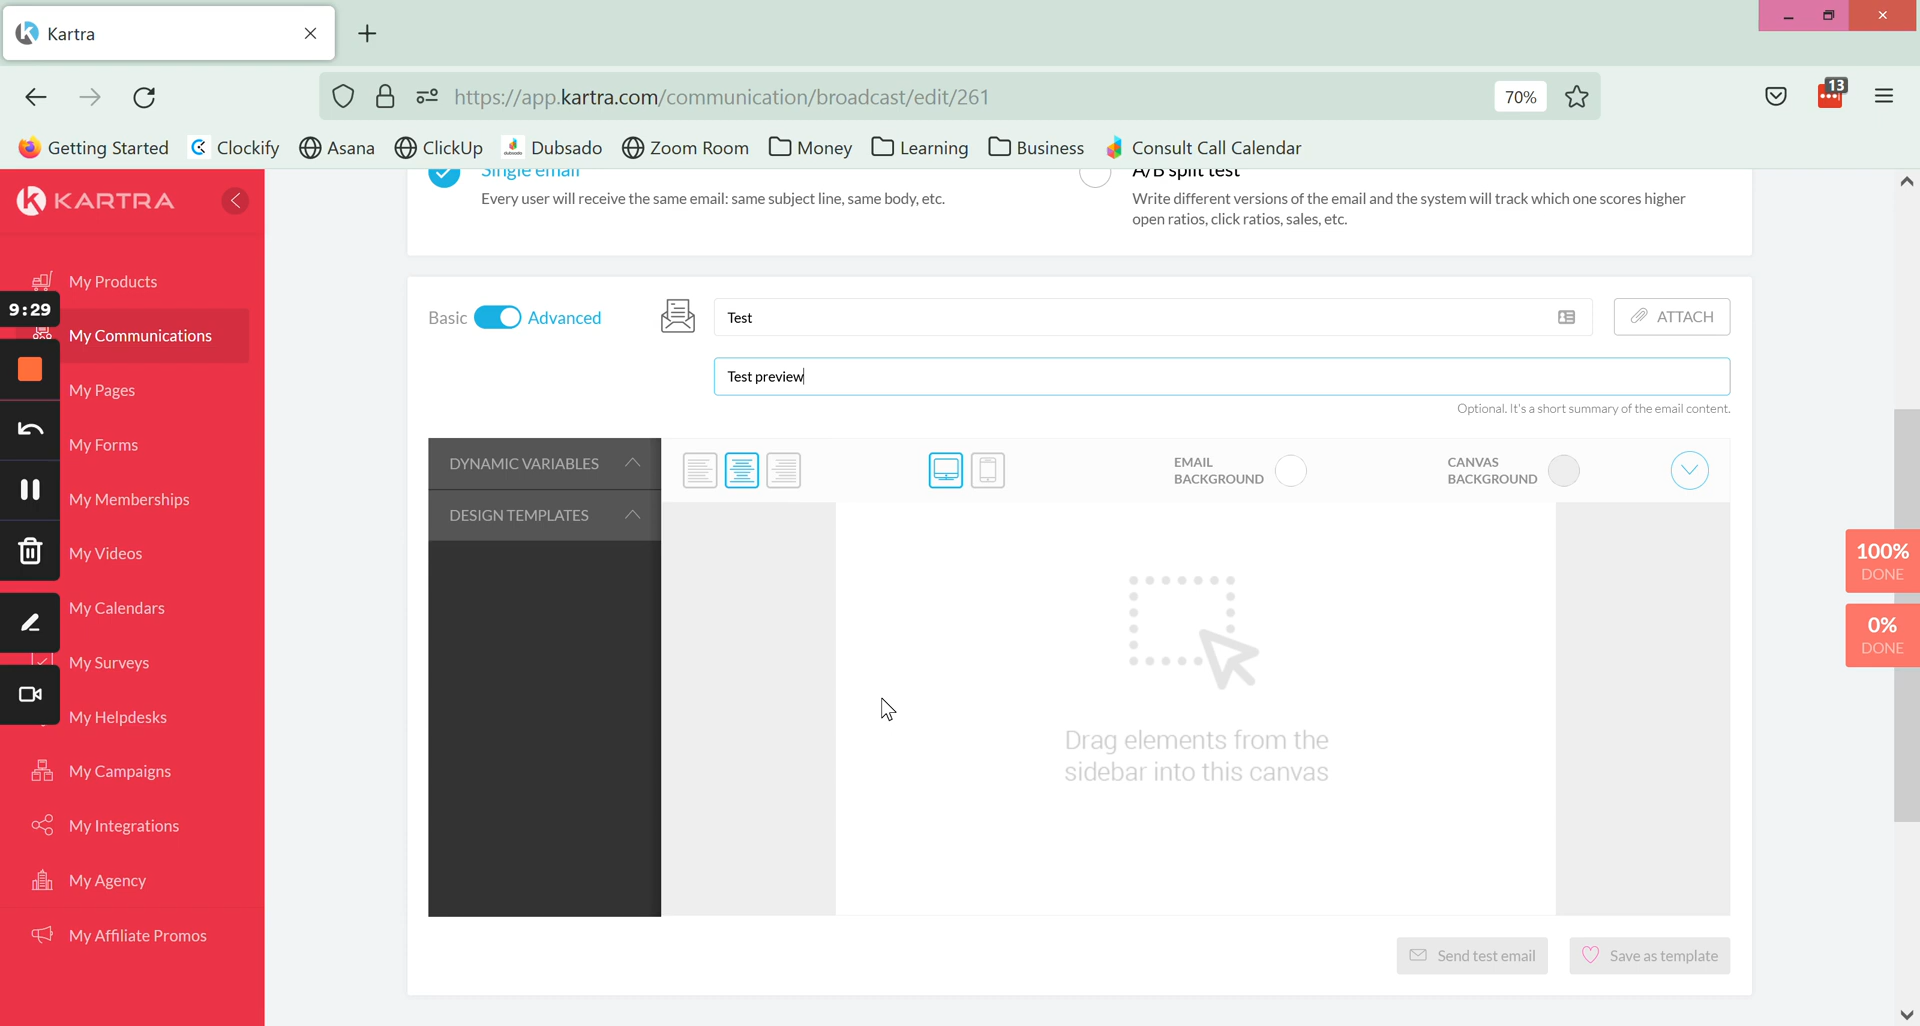 Kartra
https://app.kartra.com/communication/broadcast/edit/261
70%
13
Getting Started
Clockify
Asana
ClickUp
Dubsado
Zoom Room
Money
Learning
Business
Consult Call Calendar
KARTRA
My Products
9:29
My Communications
My Pages
My Forms
My Memberships
My Videos
My Calendars
My Surveys
My Helpdesks
My Campaigns
My Integrations
My Agency
My Affiliate Promos
Single email
Every user will receive the same email: same subject line, same body, etc.
A/B split test
Write different versions of the email and the system will track which one scores higher
open ratios, click ratios, sales, etc.
Basic
Advanced
Test
ATTACH
Test preview
Optional. It's a short summary of the email content.
DYNAMIC VARIABLES
DESIGN TEMPLATES
EMAIL
BACKGROUND
CANVAS
BACKGROUND
Drag elements from the
sidebar into this canvas
Send test email
Save as template
100%
DONE
0%
DONE